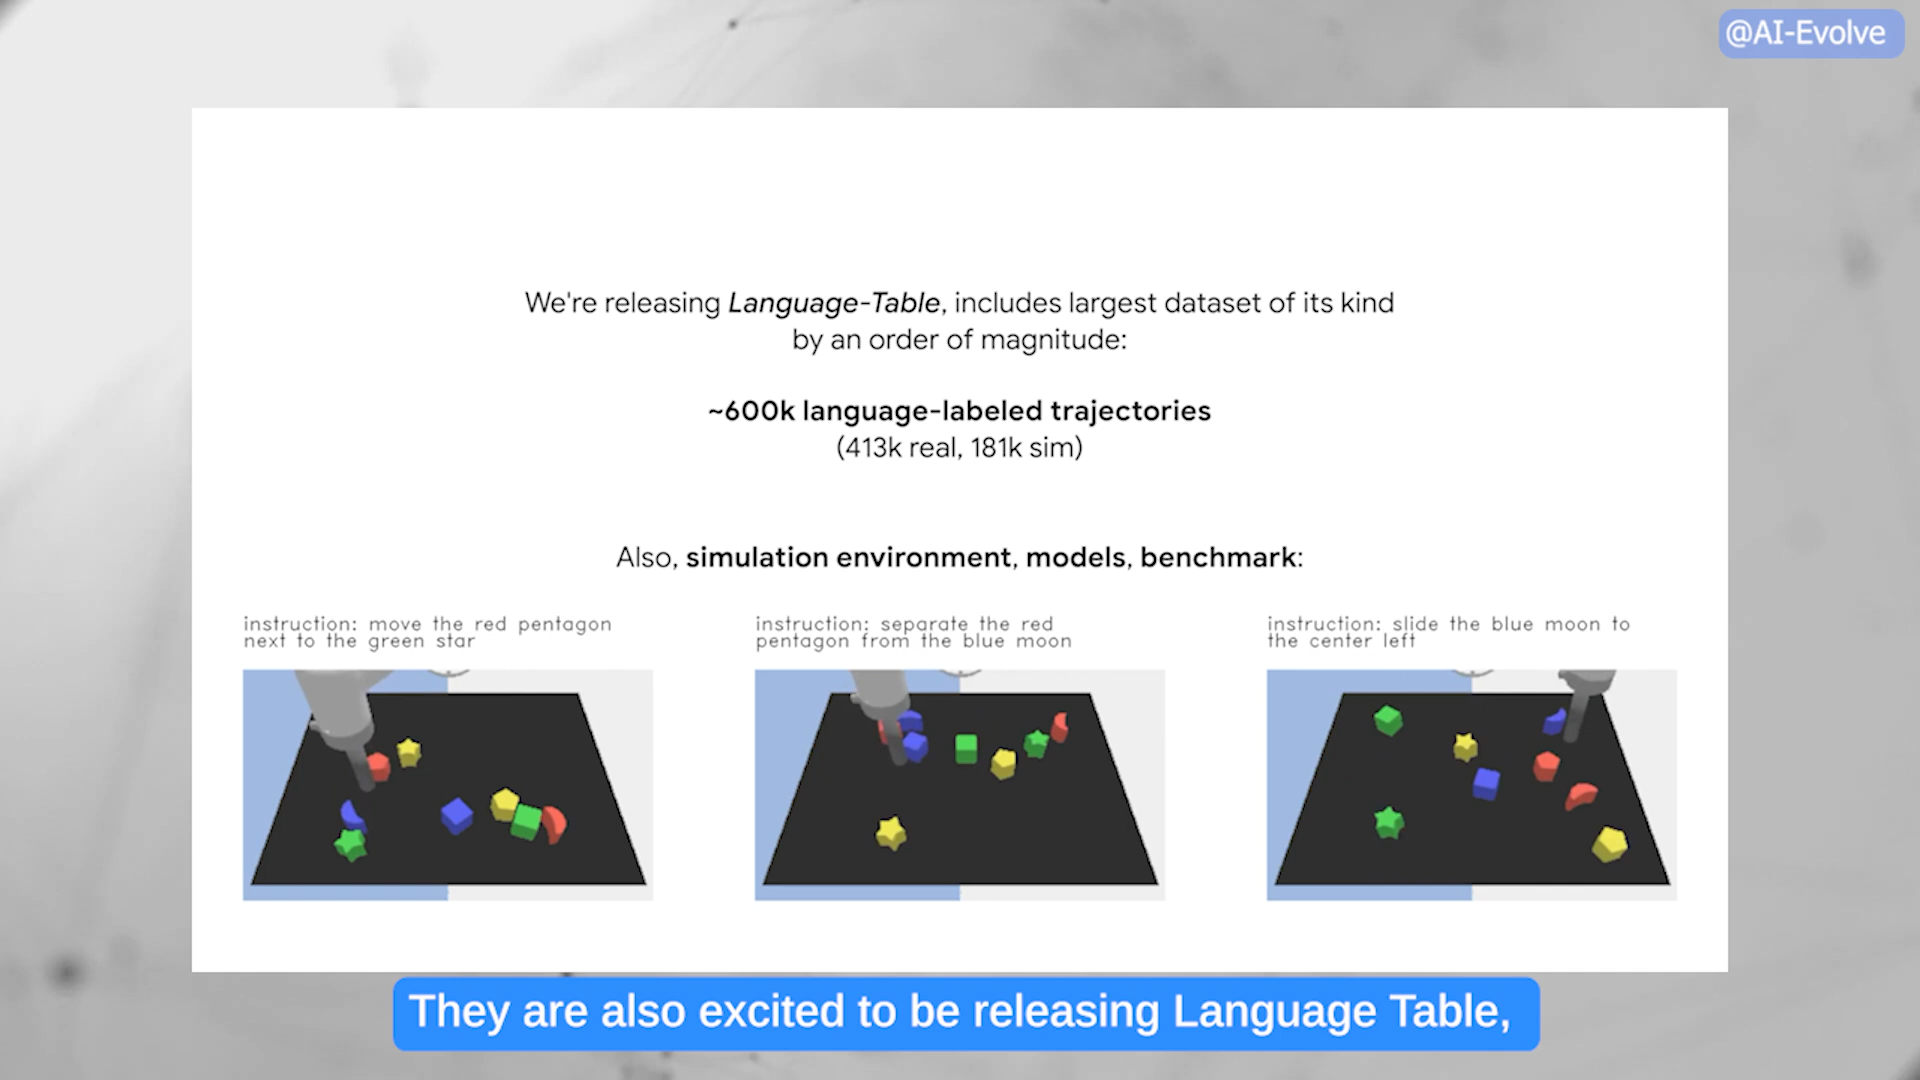 @AI-Evolve
We're releasing Language-Table, includes largest dataset of its kind
by an order of magnitude:
~600k language-labeled trajectories
(413k real, 181k sim)
Also, simulation environment, models, benchmark:
instruction: move the red pentagon
next to the green star
instruction: separate the red
pentagon from the blue moon
instruction: slide the blue moon to
the center left
They are also excited to be releasing Language Table,